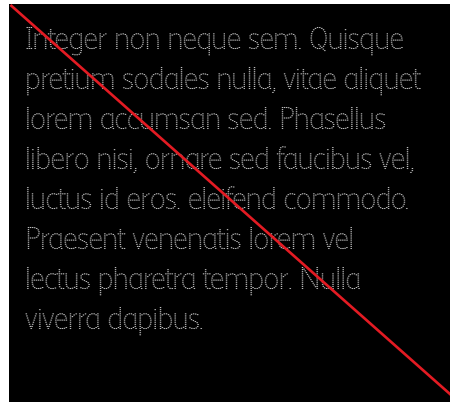 Integer non neque sem. Quisque
pretium sodales nulla, vitae aliquet
lorem accumsan sed. Phasellus
libero nisi, ornare sed faucibus vel,
luctus id eros. eleifend commodo.
Praesent venenatis lorem vel
lectus pharetra tempor. Nulla
viverra dapibus.